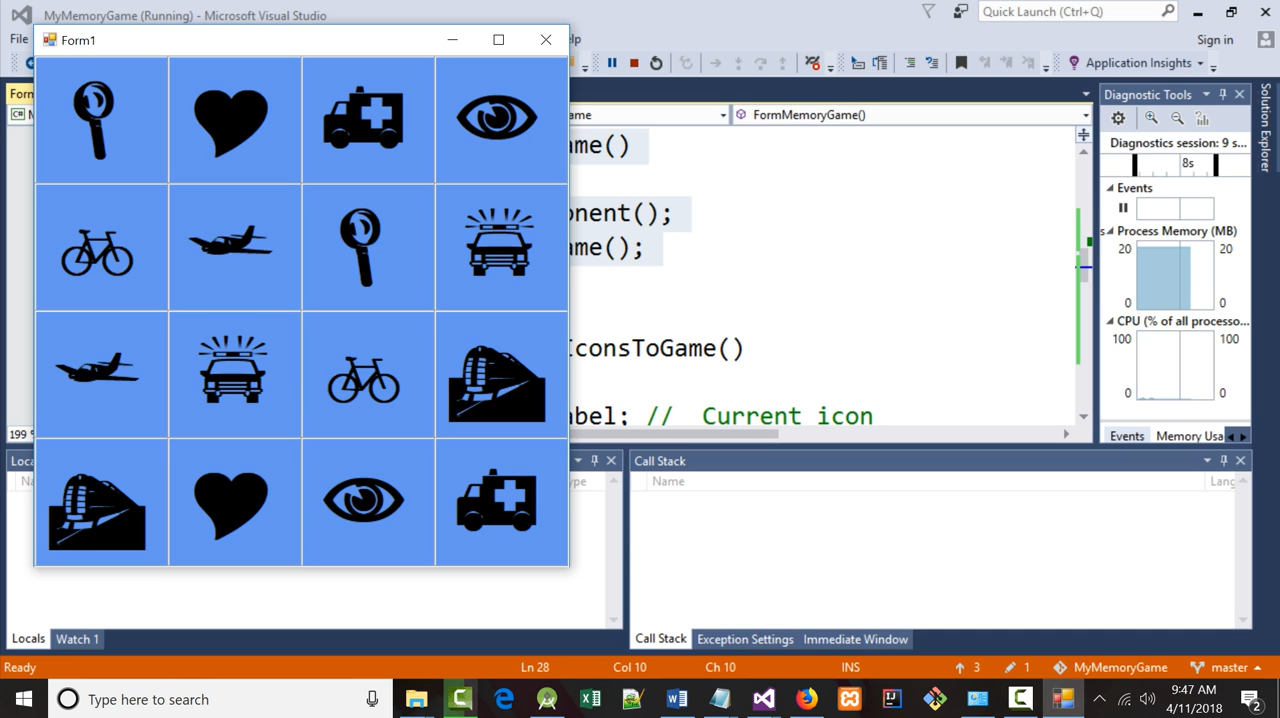 MyMemoryGame (Running) - Microsoft Visual Studio
Quick Launch (Ctrl+Q)
File
Sign in
Form1
Application Insights
FormMemoryGame()
Diagnostic Tools
Diagnostics session: 9 s...
8s
Events
Process Memory (MB)
20 20
0 0
CPU (% of all processo...
100 100
0 0
Events Memory Usa
ame()
onent();
ame();
IconsToGame()
abel; // Current icon
199 %
Solution Explorer
Call Stack
Name
Lang
Locals Watch 1
Call Stack Exception Settings Immediate Window
Ready Ln 28 Col 10 Ch 10 INS 3 1 MyMemoryGame master
Type here to search
9:47 AM
4/11/2018
2